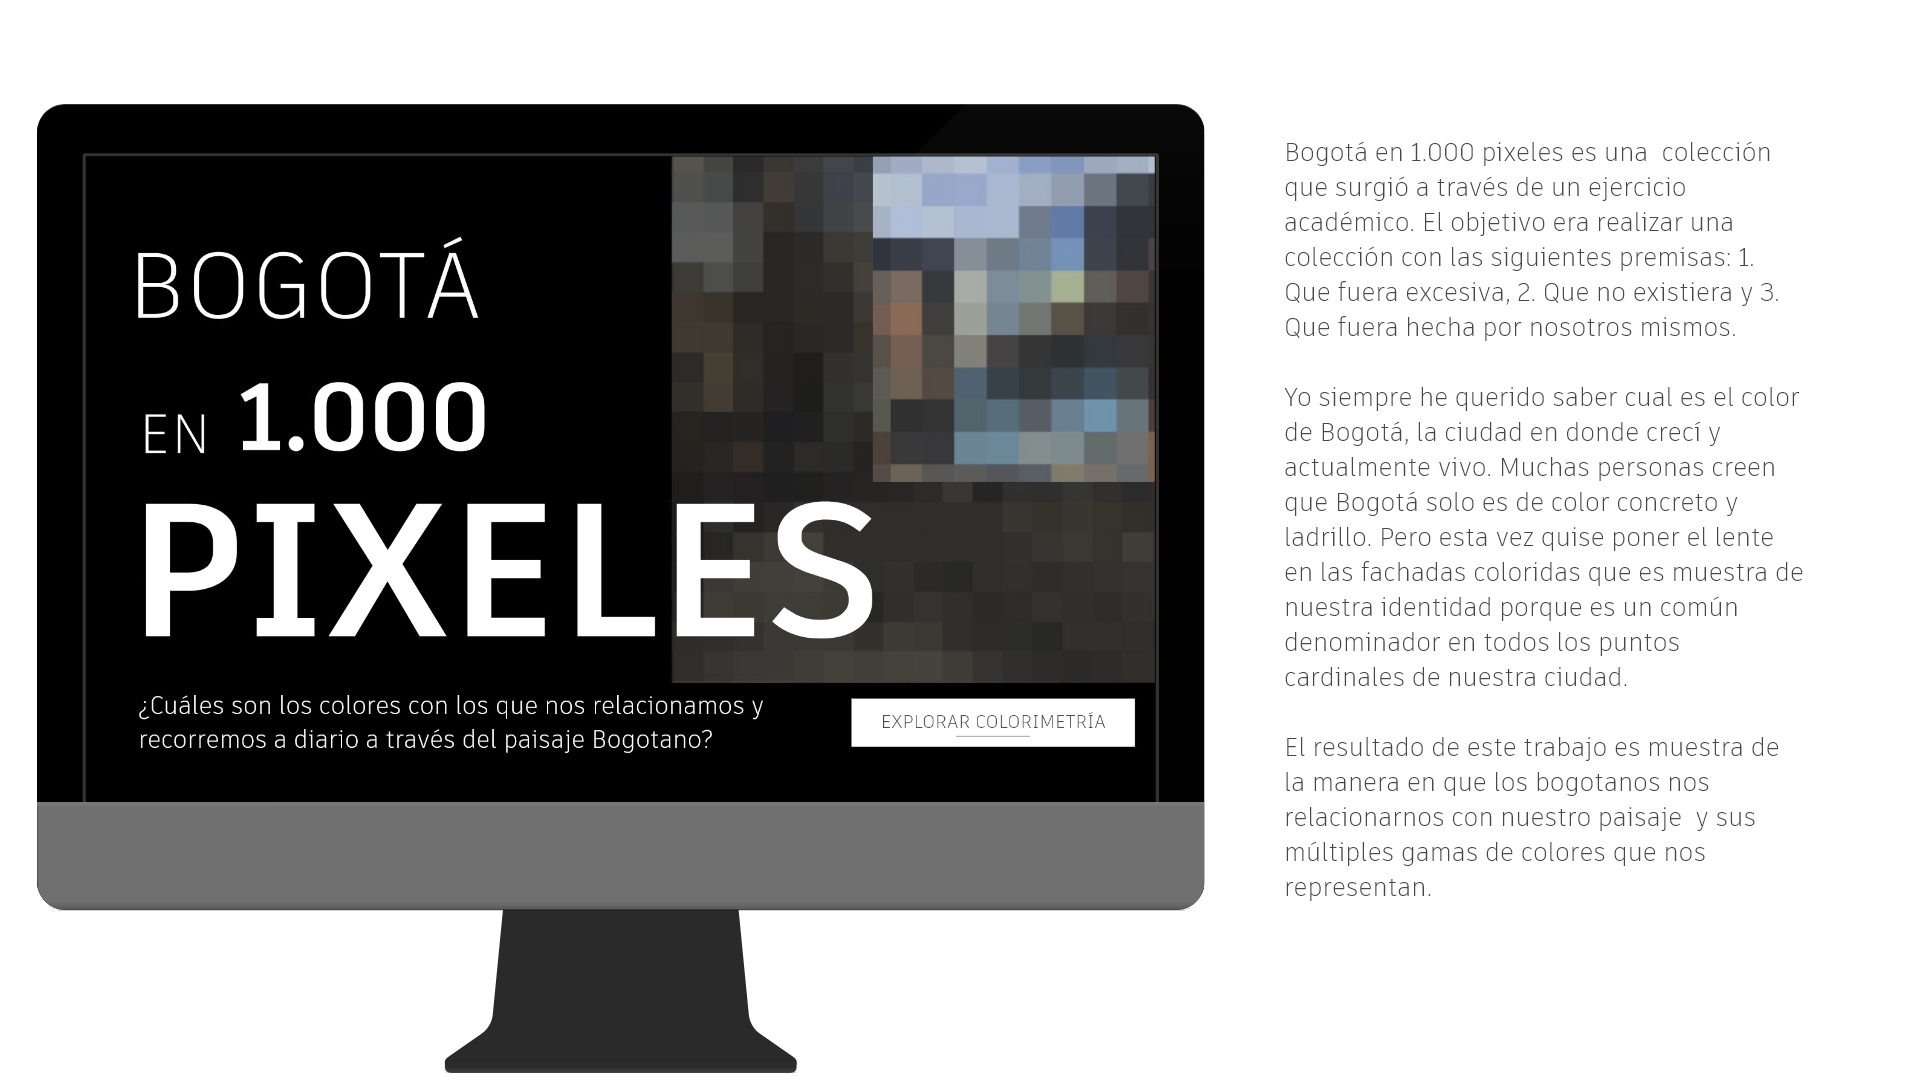 BOGOTÁ
EN 1.000
PIXELES
¿Cuáles son los colores con los que nos relacionamos y
recorremos a diario a través del paisaje Bogotano?
EXPLORAR COLORIMETRÍA
Bogotá en 1.000 pixeles es una  colección
que surgió a través de un ejercicio
académico. El objetivo era realizar una
colección con las siguientes premisas: 1.
Que fuera excesiva, 2. Que no existiera y 3.
Que fuera hecha por nosotros mismos.
Yo siempre he querido saber cual es el color
de Bogotá, la ciudad en donde crecí y
actualmente vivo. Muchas personas creen
que Bogotá solo es de color concreto y
ladrillo. Pero esta vez quise poner el lente
en las fachadas coloridas que es muestra de
nuestra identidad porque es un común
denominador en todos los puntos
cardinales de nuestra ciudad.
El resultado de este trabajo es muestra de
la manera en que los bogotanos nos
relacionarnos con nuestro paisaje  y sus
múltiples gamas de colores que nos
representan.